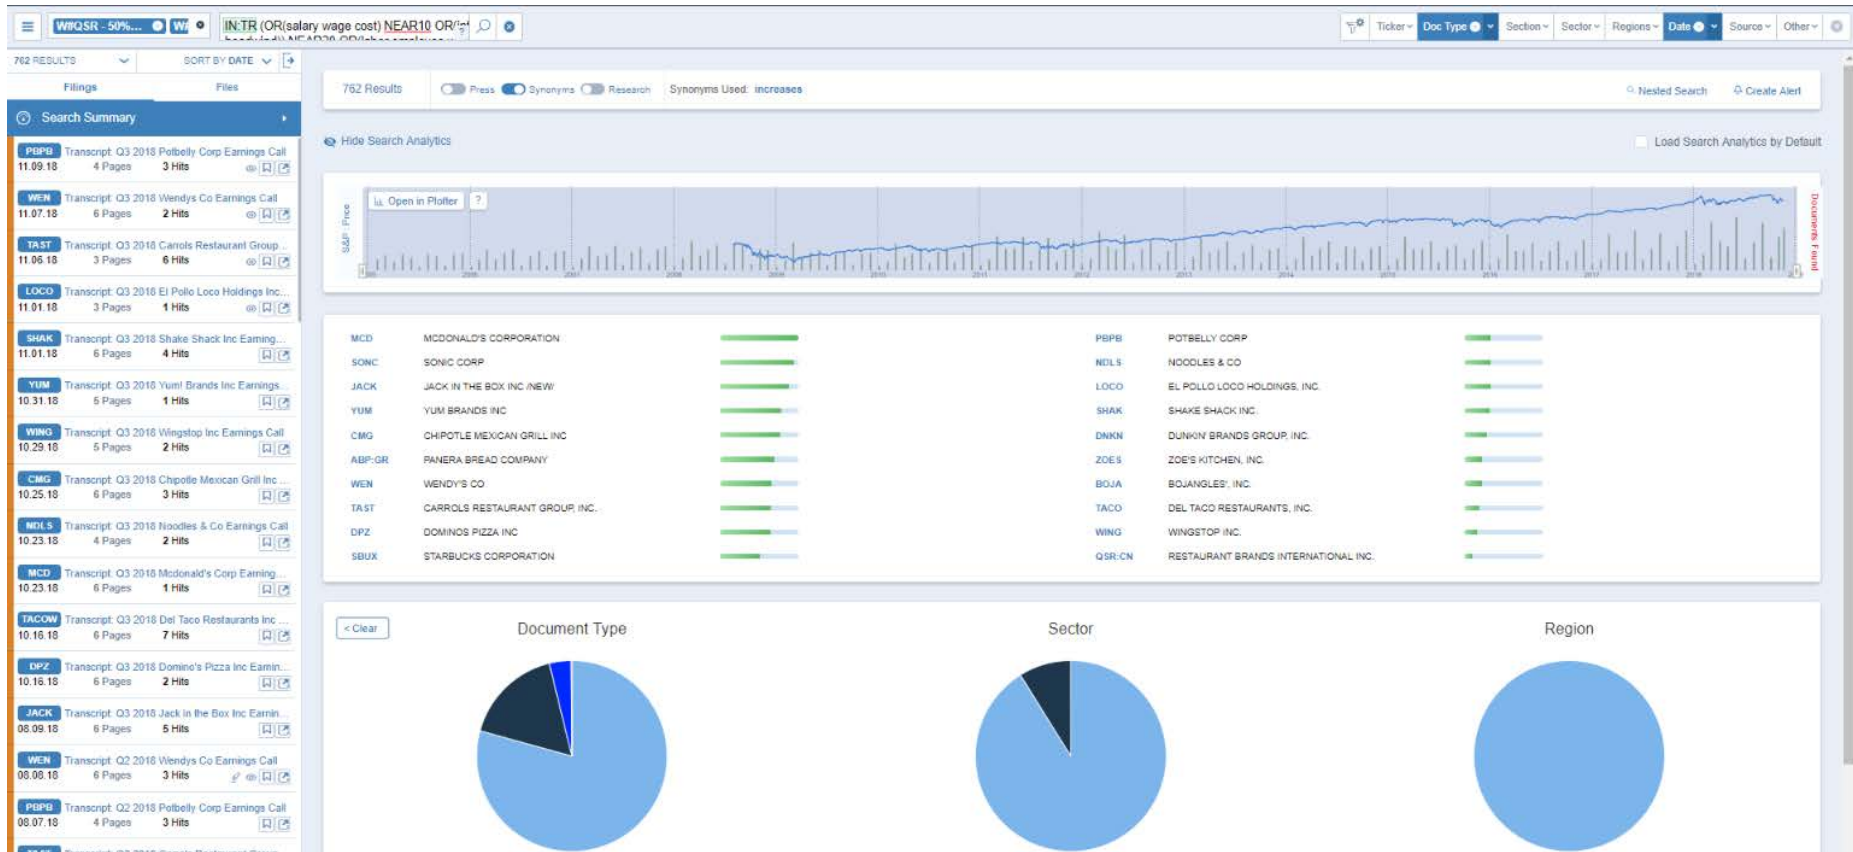 W#QSR - 50%...
W#
IN:TR (OR(salary wage cost) NEAR10 OR(
Ticker
Doc Type
Section
Sector
Regions
Date
Source
Other
762 RESULTS
SORT BY DATE
Filings
Files
Search Summary
PBPB Transcript: Q3 2018 Potbelly Corp Earnings Call
11.09.18 4 Pages 3 Hits
WEN Transcript: Q3 2018 Wendys Co Earnings Call
11.07.18 6 Pages 2 Hits
TAST Transcript: Q3 2018 Carrols Restaurant Group...
11.06.18 3 Pages 6 Hits
LOCO Transcript: Q3 2018 El Pollo Loco Holdings Inc...
11.01.18 3 Pages 1 Hits
SHAK Transcript: Q3 2018 Shake Shack Inc Earning...
11.01.18 6 Pages 4 Hits
YUM Transcript: Q3 2018 Yum! Brands Inc Earnings...
10.31.18 5 Pages 1 Hits
WING Transcript: Q3 2018 Wingstop Inc Earnings Call
10.29.18 5 Pages 2 Hits
CMG Transcript: Q3 2018 Chipotle Mexican Grill Inc ...
10.25.18 6 Pages 3 Hits
NDLS Transcript: Q3 2018 Noodles & Co Earnings Call
10.23.18 4 Pages 2 Hits
MCD Transcript: Q3 2018 Mcdonald's Corp Earning...
10.23.18 6 Pages 1 Hits
TACOW Transcript: Q3 2018 Del Taco Restaurants Inc ...
10.16.18 6 Pages 7 Hits
DPZ Transcript: Q3 2018 Domino's Pizza Inc Earnin...
10.16.18 6 Pages 2 Hits
JACK Transcript: Q3 2018 Jack in the Box Inc Earnin...
08.09.18 6 Pages 5 Hits
WEN Transcript: Q2 2018 Wendys Co Earnings Call
08.08.18 6 Pages 3 Hits
PBPB Transcript: Q2 2018 Potbelly Corp Earnings Call
08.07.18 4 Pages 3 Hits
762 Results
Press
Synonyms
Research
Synonyms Used: increases
Nested Search
Create Alert
Hide Search Analytics
Load Search Analytics by Default
S&P Price
Open in Plotter
?
Documents Found
2006 2007 2008 2009 2010 2011 2012 2013 2014 2015 2016 2017 2018
MCD MCDONALD'S CORPORATION
SONC SONIC CORP
JACK JACK IN THE BOX INC /NEW/
YUM YUM BRANDS INC
CMG CHIPOTLE MEXICAN GRILL INC
ABP:GR PANERA BREAD COMPANY
WEN WENDY'S CO
TAST CARROLS RESTAURANT GROUP, INC.
DPZ DOMINOS PIZZA INC
SBUX STARBUCKS CORPORATION
PBPB POTBELLY CORP
NDLS NOODLES & CO
LOCO EL POLLO LOCO HOLDINGS, INC.
SHAK SHAKE SHACK INC.
DNKN DUNKIN' BRANDS GROUP, INC.
ZOES ZOE'S KITCHEN, INC.
BOJA BOJANGLES', INC.
TACO DEL TACO RESTAURANTS, INC.
WING WINGSTOP INC.
QSR:CN RESTAURANT BRANDS INTERNATIONAL INC.
< Clear
Document Type
Sector
Region